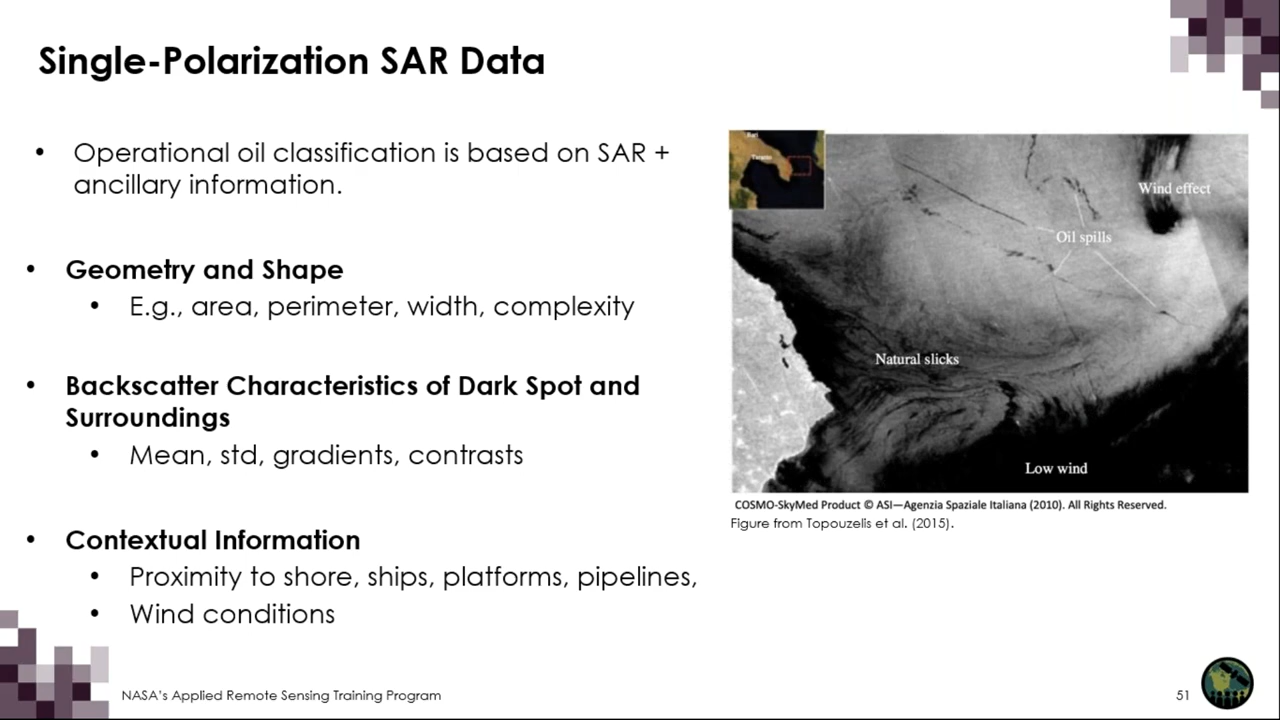 Single-Polarization SAR Data
• Operational oil classification is based on SAR +
ancillary information.
• Geometry and Shape
• E.g., area, perimeter, width, complexity
• Backscatter Characteristics of Dark Spot and
Surroundings
• Mean, std, gradients, contrasts
• Contextual Information
• Proximity to shore, ships, platforms, pipelines,
• Wind conditions
Bari
Taranto
Wind effect
Oil spills
Natural slicks
Low wind
COSMO-SkyMed Product © ASI—Agenzia Spaziale Italiana (2010). All Rights Reserved.
Figure from Topouzelis et al. (2015).
NASA's Applied Remote Sensing Training Program
51